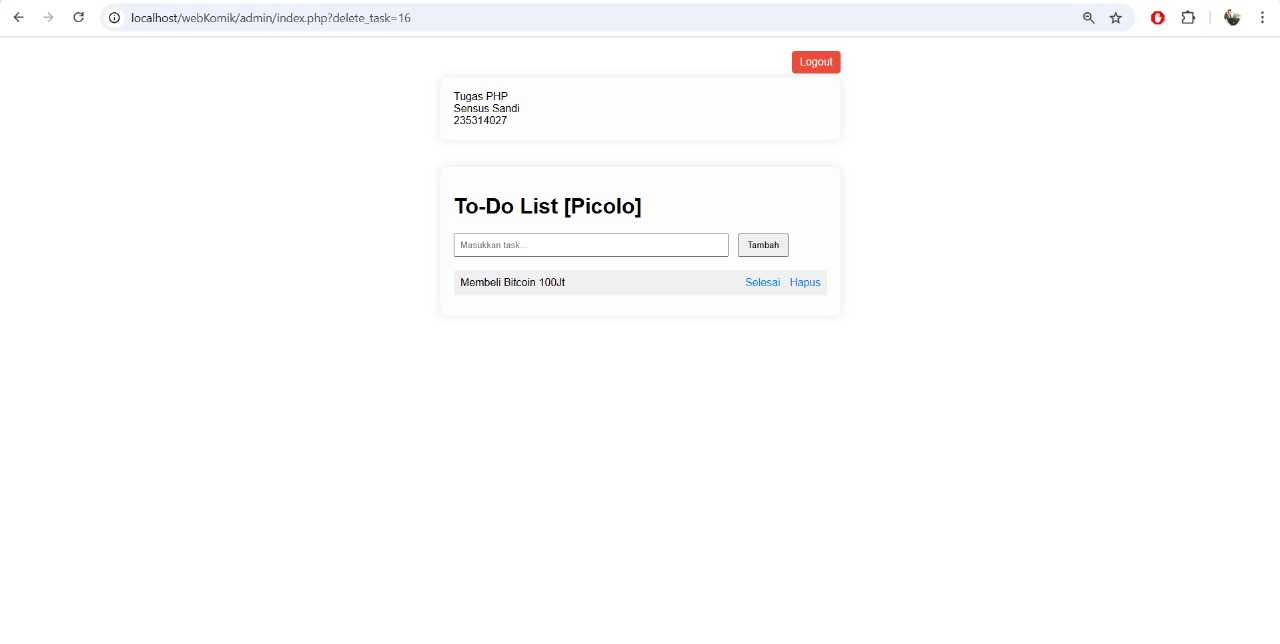 localhost/webKomik/admin/index.php?delete_task=16
Logout
Tugas PHP
Sensus Sandi
235314027
To-Do List [Picolo]
Masukkan task... Tambah
Membeli Bitcoin 100Jt Selesai Hapus